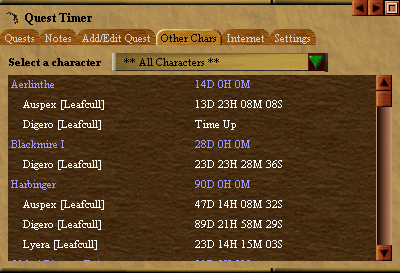 Quest Timer
Quests Notes Add/Edit Quest Other Chars Internet Settings
Select a character ** All Characters **
Aerlinthe 14D 0H 0M
Auspex [Leafcull] 13D 23H 08M 08S
Digero [Leafcull] Time Up
Blackmire I 28D 0H 0M
Digero [Leafcull] 23D 23H 28M 36S
Harbinger 90D 0H 0M
Auspex [Leafcull] 47D 14H 08M 32S
Digero [Leafcull] 89D 21H 58M 29S
Lyera [Leafcull] 23D 14H 15M 03S